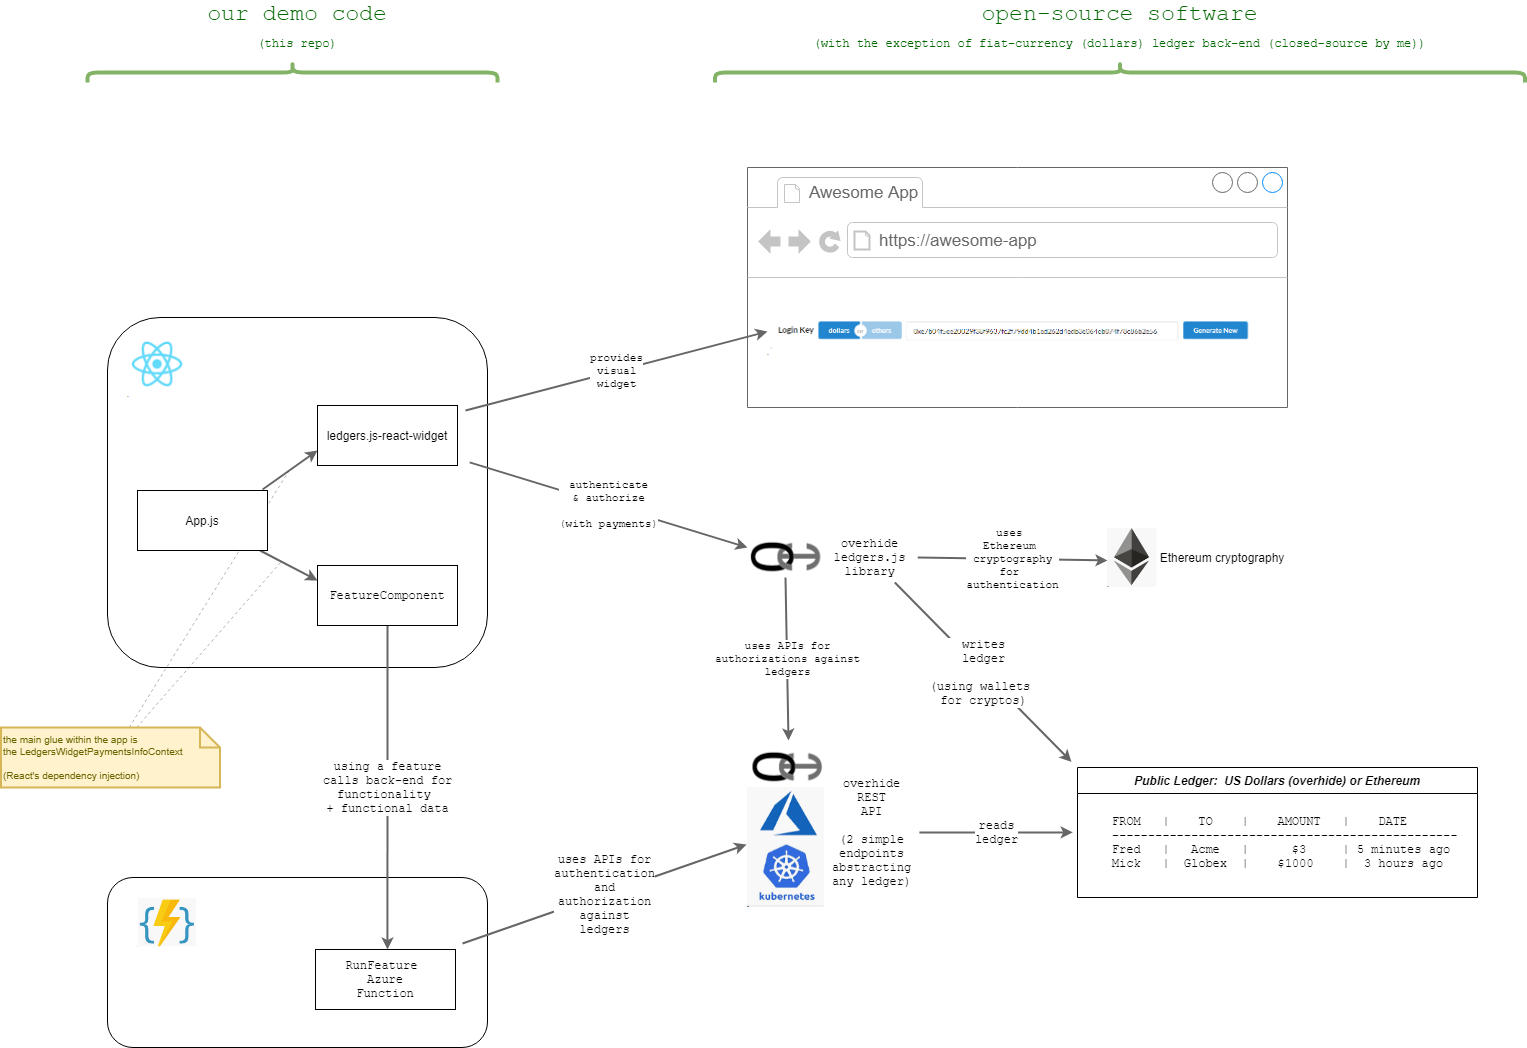 our demo code
(this repo)
open-source software
(with the exception of fiat-currency (dollars) ledger back-end (closed-source by me))
Awesome App
https://awesome-app
Login Key
dollars
or
others
Generate Now
provides
visual
widget
ledgers.js-react-widget
App.js
FeatureComponent
authenticate
& authorize
(with payments)
overhide
ledgers.js
library
uses
Ethereum
cryptography
for
authentication
Ethereum cryptography
uses APIs for
authorizations against
ledgers
writes
ledger
(using wallets
for cryptos)
the main glue within the app is
the LedgersWidgetPaymentsInfoContext
(React's dependency injection)
using a feature
calls back-end for
functionality
+ functional data
kubernetes
overhide
REST
API
(2 simple
endpoints
abstracting
any ledger)
reads
ledger
Public Ledger:  US Dollars (overhide) or Ethereum
FROM | TO | AMOUNT | DATE
------------------------------------------------
Fred | Acme | $3 | 5 minutes ago
Mick | Globex | $1000 | 3 hours ago
uses APIs for
authentication
and
authorization
against
ledgers
RunFeature
Azure
Function